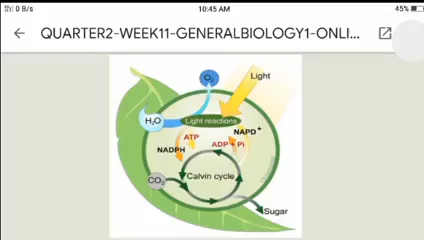 0 B/s
10:45 AM
45%
QUARTER2-WEEK11-GENERALBIOLOGY1-ONLI...
O₂
Light
H₂O
Light reactions
ATP
NADPH
NAPD+
ADP + Pi
CO₂
Calvin cycle
Sugar